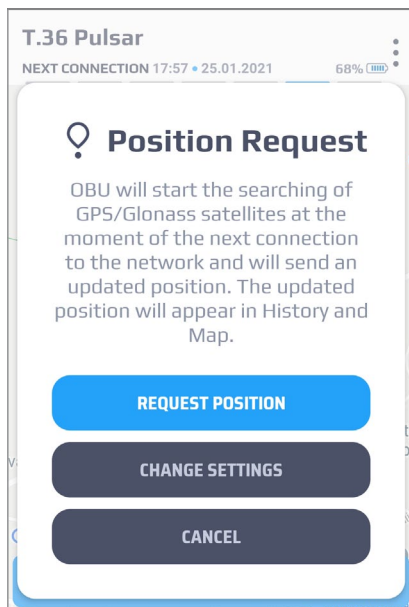 T.36 Pulsar
NEXT CONNECTION 17:57 • 25.01.2021 68%
Position Request
OBU will start the searching of
GPS/Glonass satellites at the
moment of the next connection
to the network and will send an
updated position. The updated
position will appear in History and
Map.
REQUEST POSITION
CHANGE SETTINGS
CANCEL